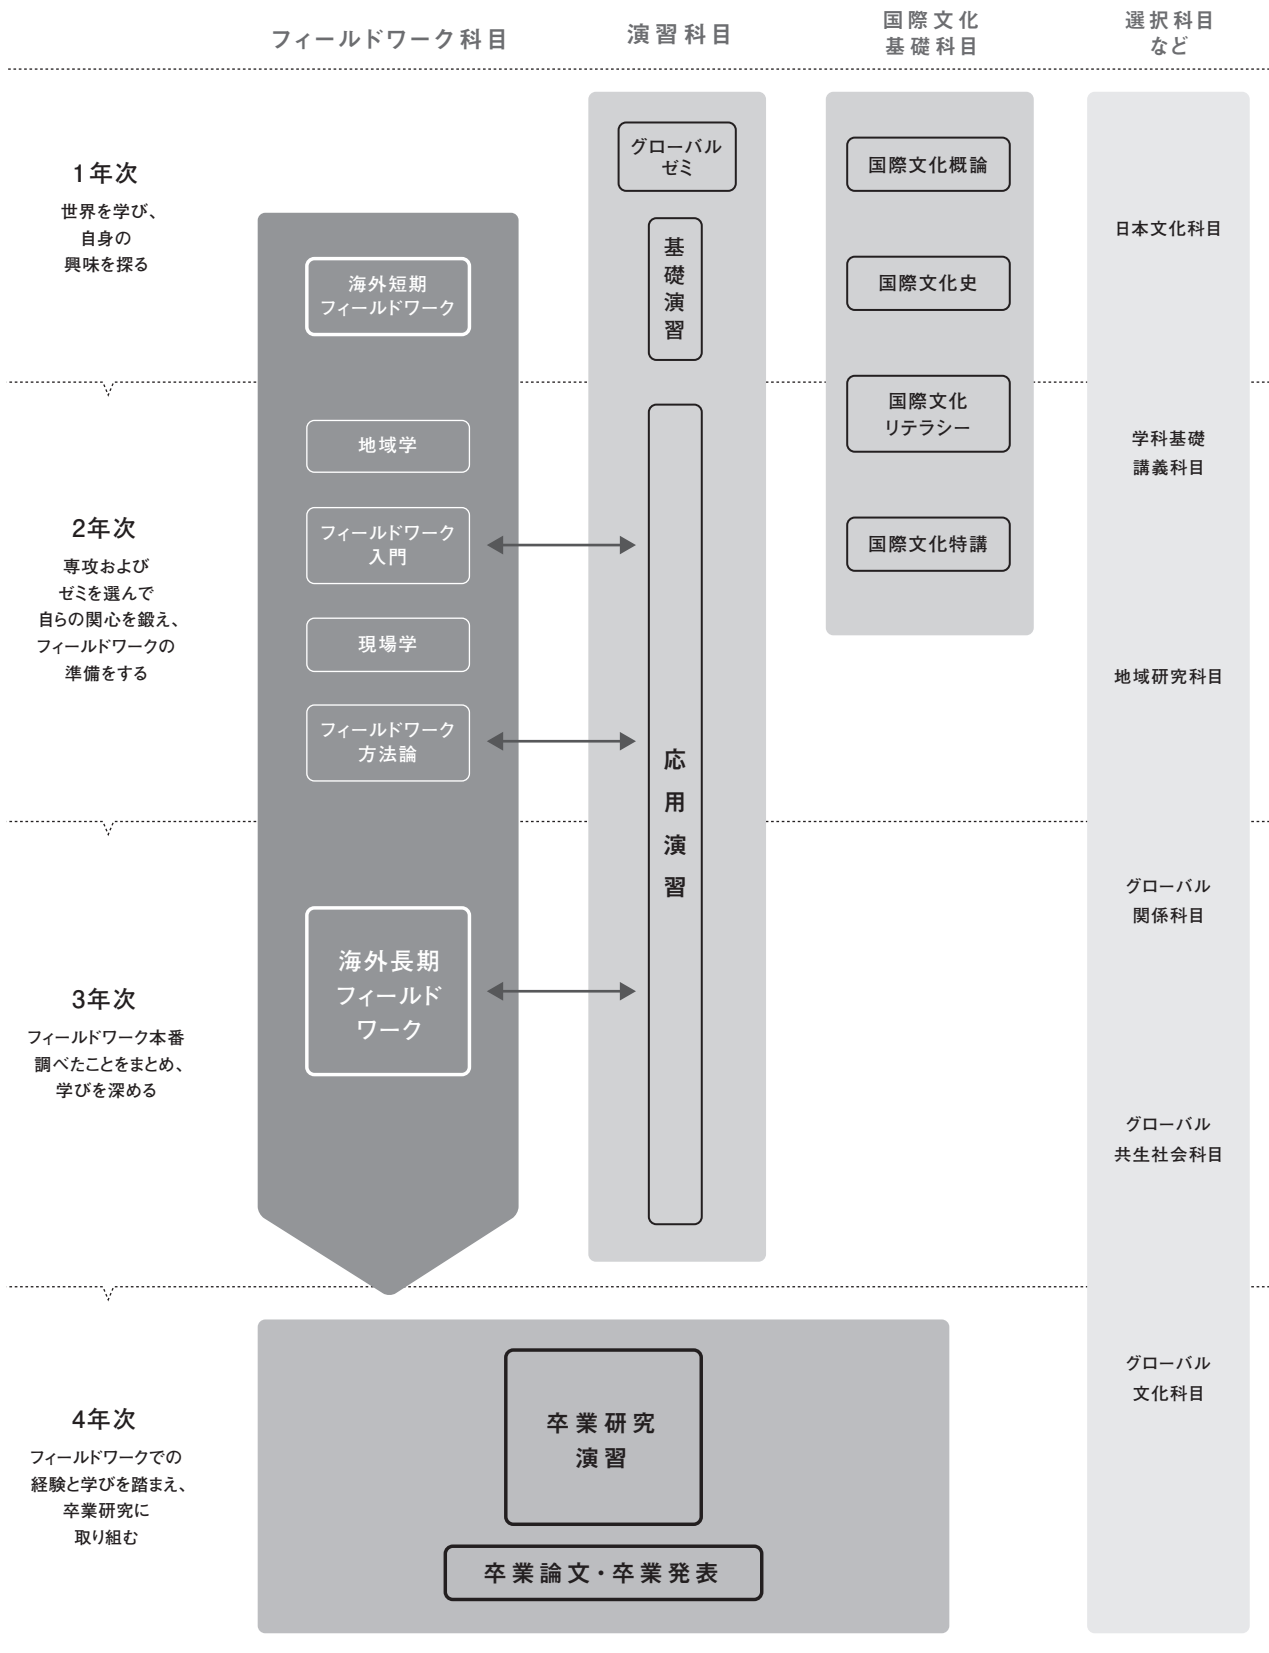 フィールドワーク科目
演習科目
国際文化
基礎科目
選択科目
など
1年次
世界を学び、
自身の
興味を探る
海外短期
フィールドワーク
グローバル
ゼミ
基礎演習
国際文化概論
国際文化史
日本文化科目
2年次
専攻および
ゼミを選んで
自らの関心を鍛え、
フィールドワークの
準備をする
地域学
フィールドワーク
入門
現場学
フィールドワーク
方法論
応用演習
国際文化
リテラシー
国際文化特講
学科基礎
講義科目
地域研究科目
3年次
フィールドワーク本番
調べたことをまとめ、
学びを深める
海外長期
フィールド
ワーク
グローバル
関係科目
グローバル
共生社会科目
4年次
フィールドワークでの
経験と学びを踏まえ、
卒業研究に
取り組む
卒業研究
演習
卒業論文・卒業発表
グローバル
文化科目